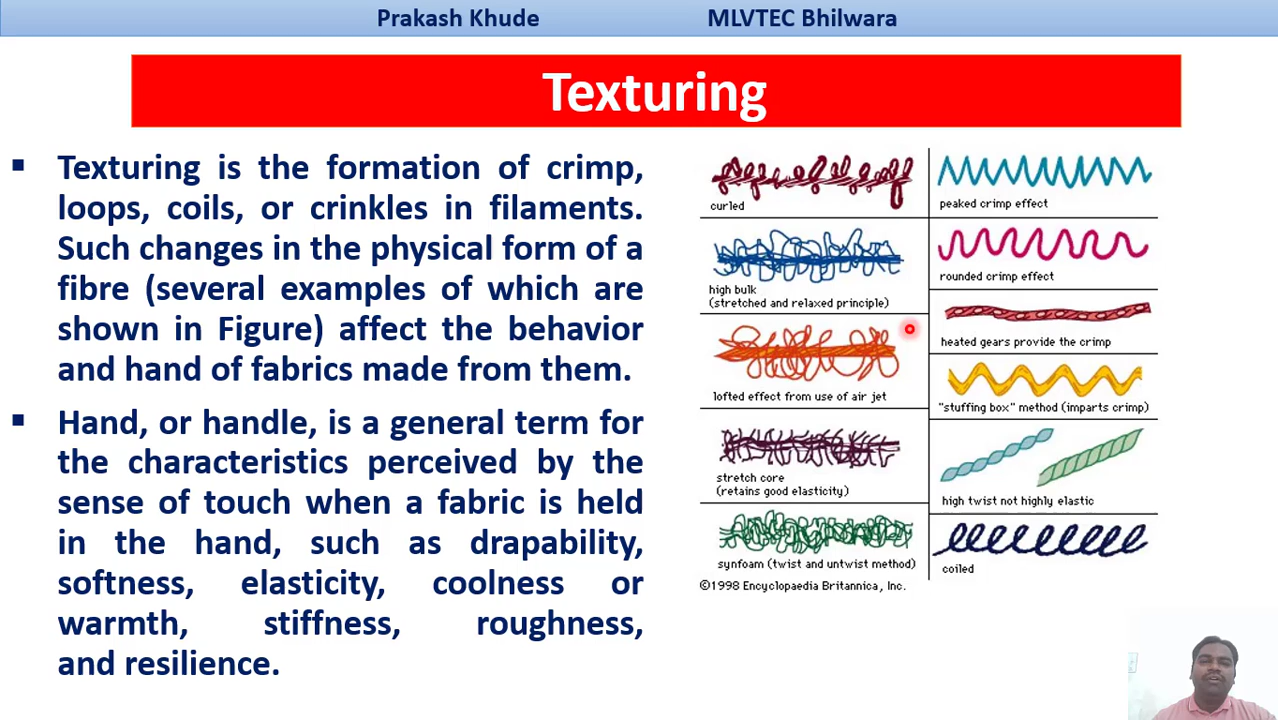 Prakash Khude MLVTEC Bhilwara
Texturing
▪ Texturing is the formation of crimp,
loops, coils, or crinkles in filaments.
Such changes in the physical form of a
fibre (several examples of which are
shown in Figure) affect the behavior
and hand of fabrics made from them.
▪ Hand, or handle, is a general term for
the characteristics perceived by the
sense of touch when a fabric is held
in the hand, such as drapability,
softness, elasticity, coolness or
warmth, stiffness, roughness,
and resilience.
curled
high bulk
(stretched and relaxed principle)
lofted effect from use of air jet
stretch core
(retains good elasticity)
synfoam (twist and untwist method)
©1998 Encyclopaedia Britannica, Inc.
peaked crimp effect
rounded crimp effect
heated gears provide the crimp
"stuffing box" method (imparts crimp)
high twist not highly elastic
coiled